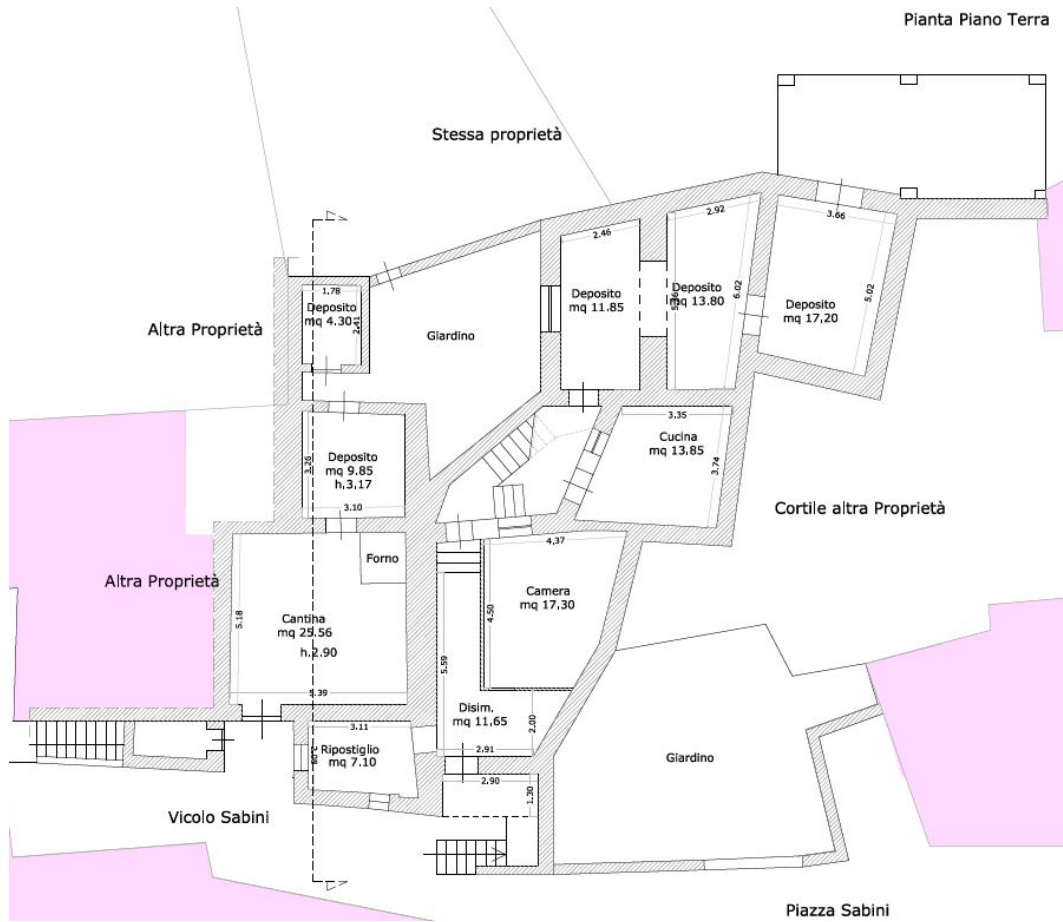 Pianta Piano Terra
Stessa proprietà
3.66
2.92
2.46
Deposito
mq 11.85
Deposito
mq 13.80
5.36
6.02
Deposito
mq 17,20
5.02
1,78
Deposito
mq 4.30
2.41
Altra Proprietà
Giardino
3.35
Cucina
mq 13,85
3.74
Deposito
mq 9.85
h.3,17
3.26
3.10
Cortile altra Proprietà
Forno
4,37
Altra Proprietà
Camera
mq 17,30
4.50
Cantina
mq 25.56
h.2.90
5.18
5.39
5.59
Disim.
mq 11,65
2.00
2.91
3.11
Ripostiglio
mq 7.10
Giardino
2.90
1.30
Vicolo Sabini
Piazza Sabini